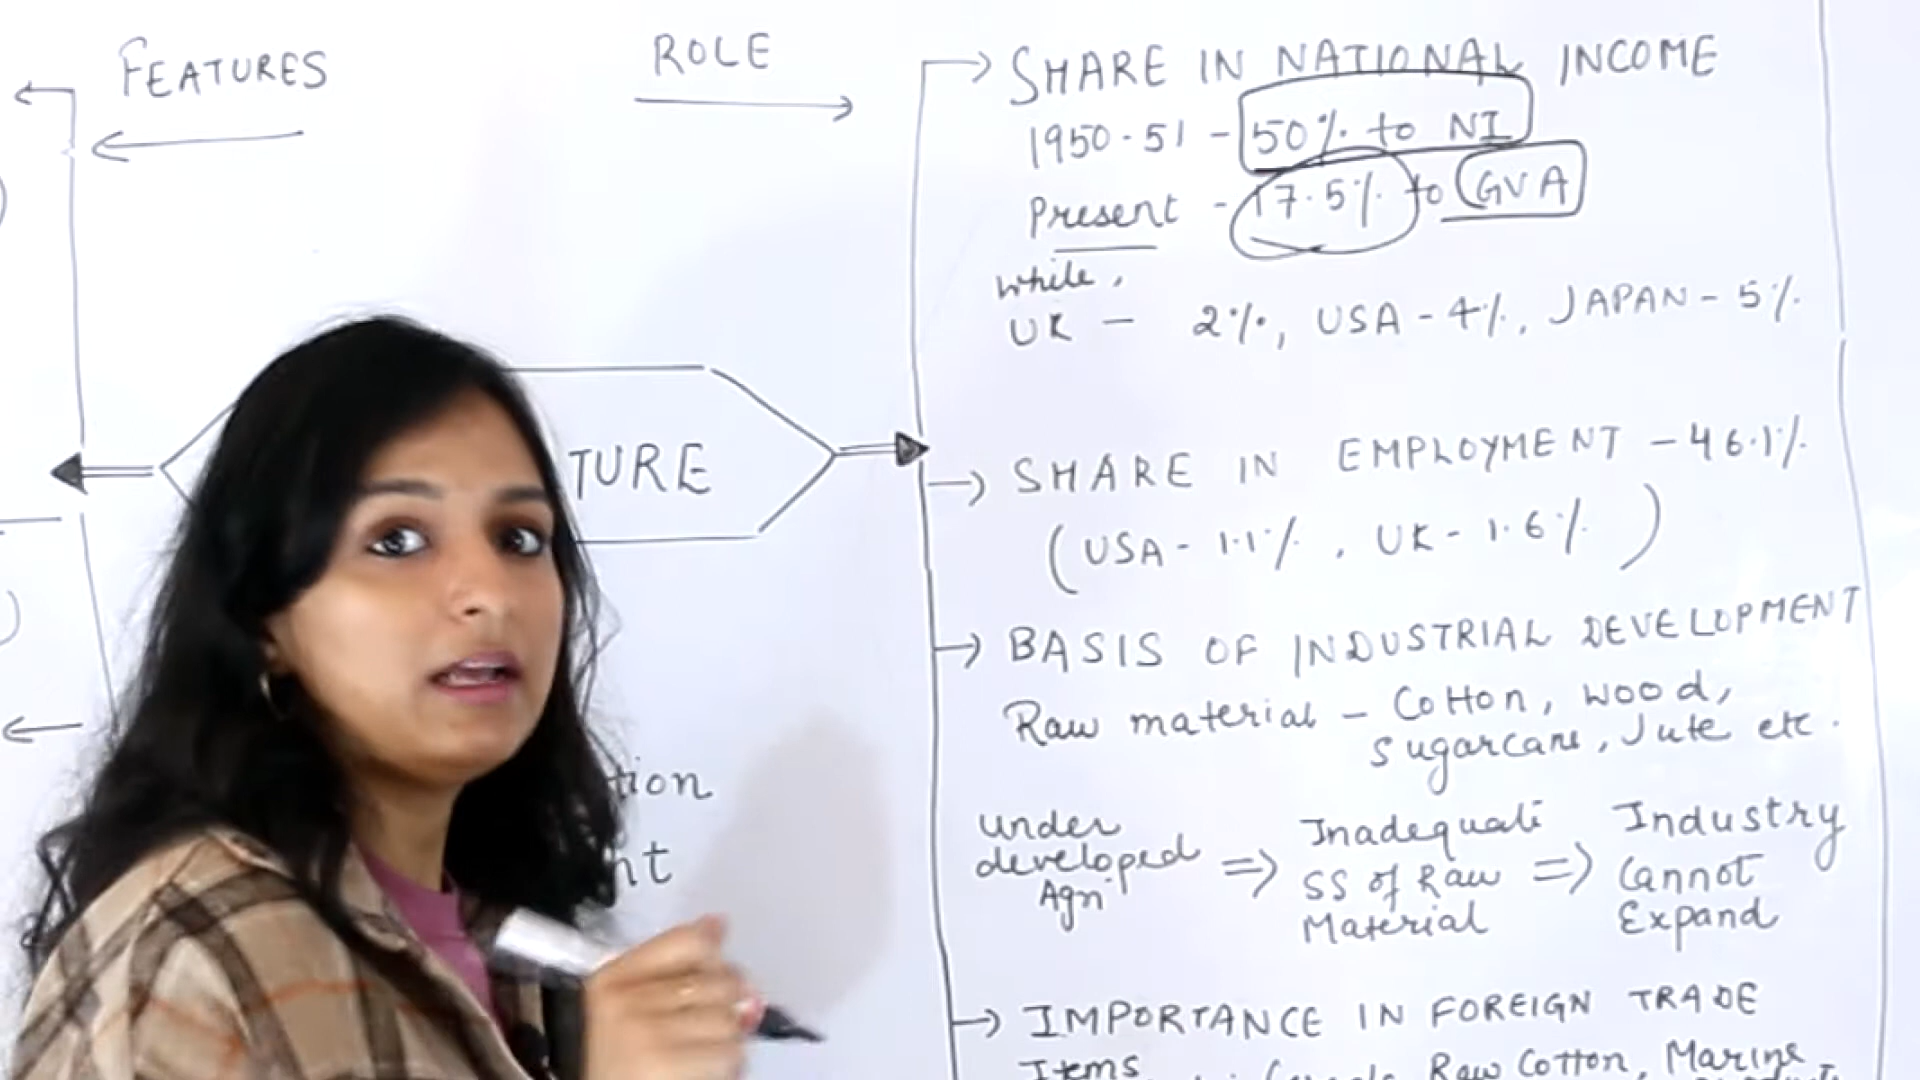 FEATURES
ROLE
TURE
tion
nt
SHARE IN NATIONAL INCOME
1950-51 - 50% to NI
Present - 17.5% to GVA
while,
UK - 2%, USA - 4%, JAPAN - 5%
SHARE IN EMPLOYMENT - 46.1%
(USA - 1.1%, UK - 1.6%)
BASIS OF INDUSTRIAL DEVELOPMENT
Raw material - Cotton, wood,
sugarcane, Jute etc.
under
developed
Agri
⇒ Inadequate
SS of Raw
Material
⇒ Industry
Cannot
Expand
IMPORTANCE IN FOREIGN TRADE
Items
Raw Cotton, Marine